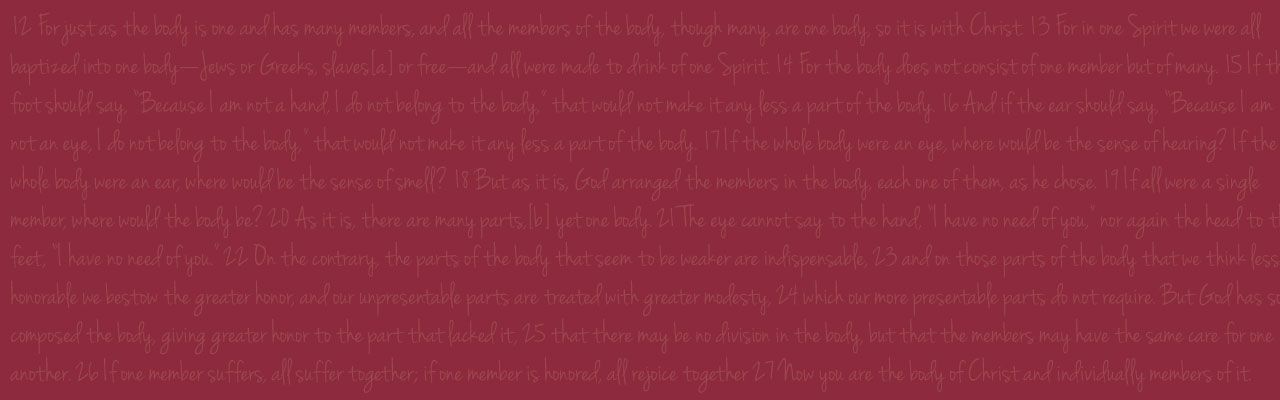 12 For just as the body is one and has many members, and all the members of the body, though many, are one body, so it is with Christ. 13 For in one Spirit we were all
baptized into one body—Jews or Greeks, slaves[a] or free—and all were made to drink of one Spirit. 14 For the body does not consist of one member but of many. 15 If th
foot should say, "Because I am not a hand, I do not belong to the body," that would not make it any less a part of the body. 16 And if the ear should say, "Because I am
not an eye, I do not belong to the body," that would not make it any less a part of the body. 17 If the whole body were an eye, where would be the sense of hearing? If the
whole body were an ear, where would be the sense of smell? 18 But as it is, God arranged the members in the body, each one of them, as he chose. 19 If all were a single
member, where would the body be? 20 As it is, there are many parts,[b] yet one body. 21 The eye cannot say to the hand, "I have no need of you," nor again the head to t
feet, "I have no need of you." 22 On the contrary, the parts of the body that seem to be weaker are indispensable, 23 and on those parts of the body that we think less
honorable we bestow the greater honor, and our unpresentable parts are treated with greater modesty, 24 which our more presentable parts do not require. But God has s
composed the body, giving greater honor to the part that lacked it, 25 that there may be no division in the body, but that the members may have the same care for one
another. 26 If one member suffers, all suffer together; if one member is honored, all rejoice together 27 Now you are the body of Christ and individually members of it.